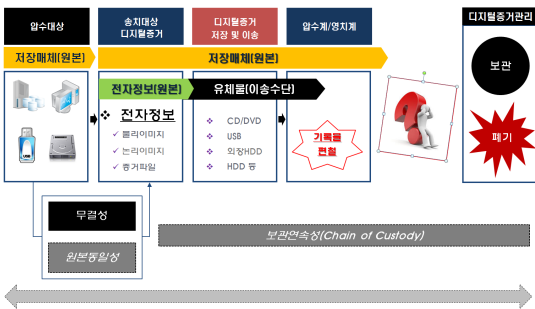 압수대상
송치대상
디지털증거
디지털증거
저장 및 이송
압수계/영치계
디지털증거관리
저장매체(원본)
저장매체(원본)
전자정보(원본)
유체물(이송수단)
❖ 전자정보
✓ 물리이미지
✓ 논리이미지
✓ 증거파일
❖ CD/DVD
❖ USB
❖ 외장HDD
❖ HDD 등
USB
기록물
편철
보관
폐기
무결성
원본동일성
보관연속성(Chain of Custody)